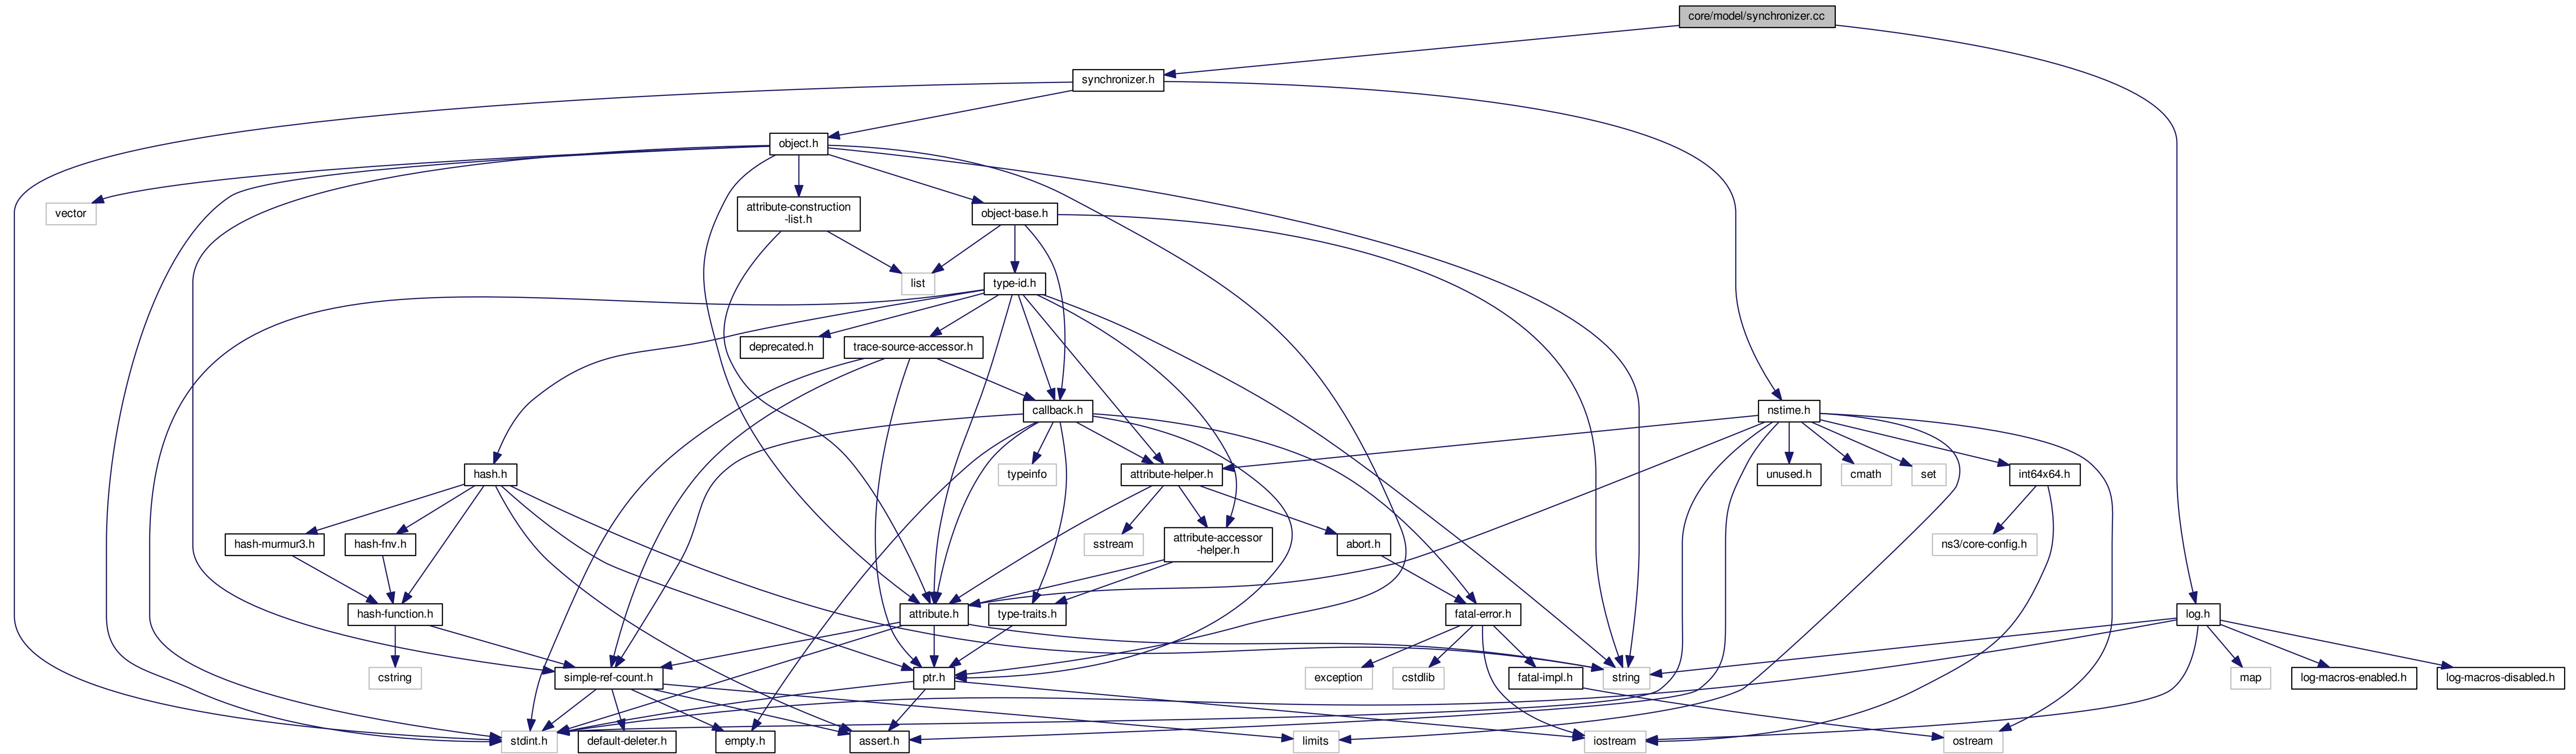 core/model/synchronizer.cc
synchronizer.h
object.h
vector
attribute-construction
-list.h
object-base.h
list
type-id.h
deprecated.h
trace-source-accessor.h
callback.h
nstime.h
hash.h
typeinfo
attribute-helper.h
unused.h
cmath
set
int64x64.h
hash-murmur3.h
hash-fnv.h
sstream
attribute-accessor
-helper.h
abort.h
ns3/core-config.h
hash-function.h
attribute.h
type-traits.h
fatal-error.h
log.h
cstring
simple-ref-count.h
ptr.h
exception
cstdlib
fatal-impl.h
string
map
log-macros-enabled.h
log-macros-disabled.h
stdint.h
default-deleter.h
empty.h
assert.h
limits
iostream
ostream